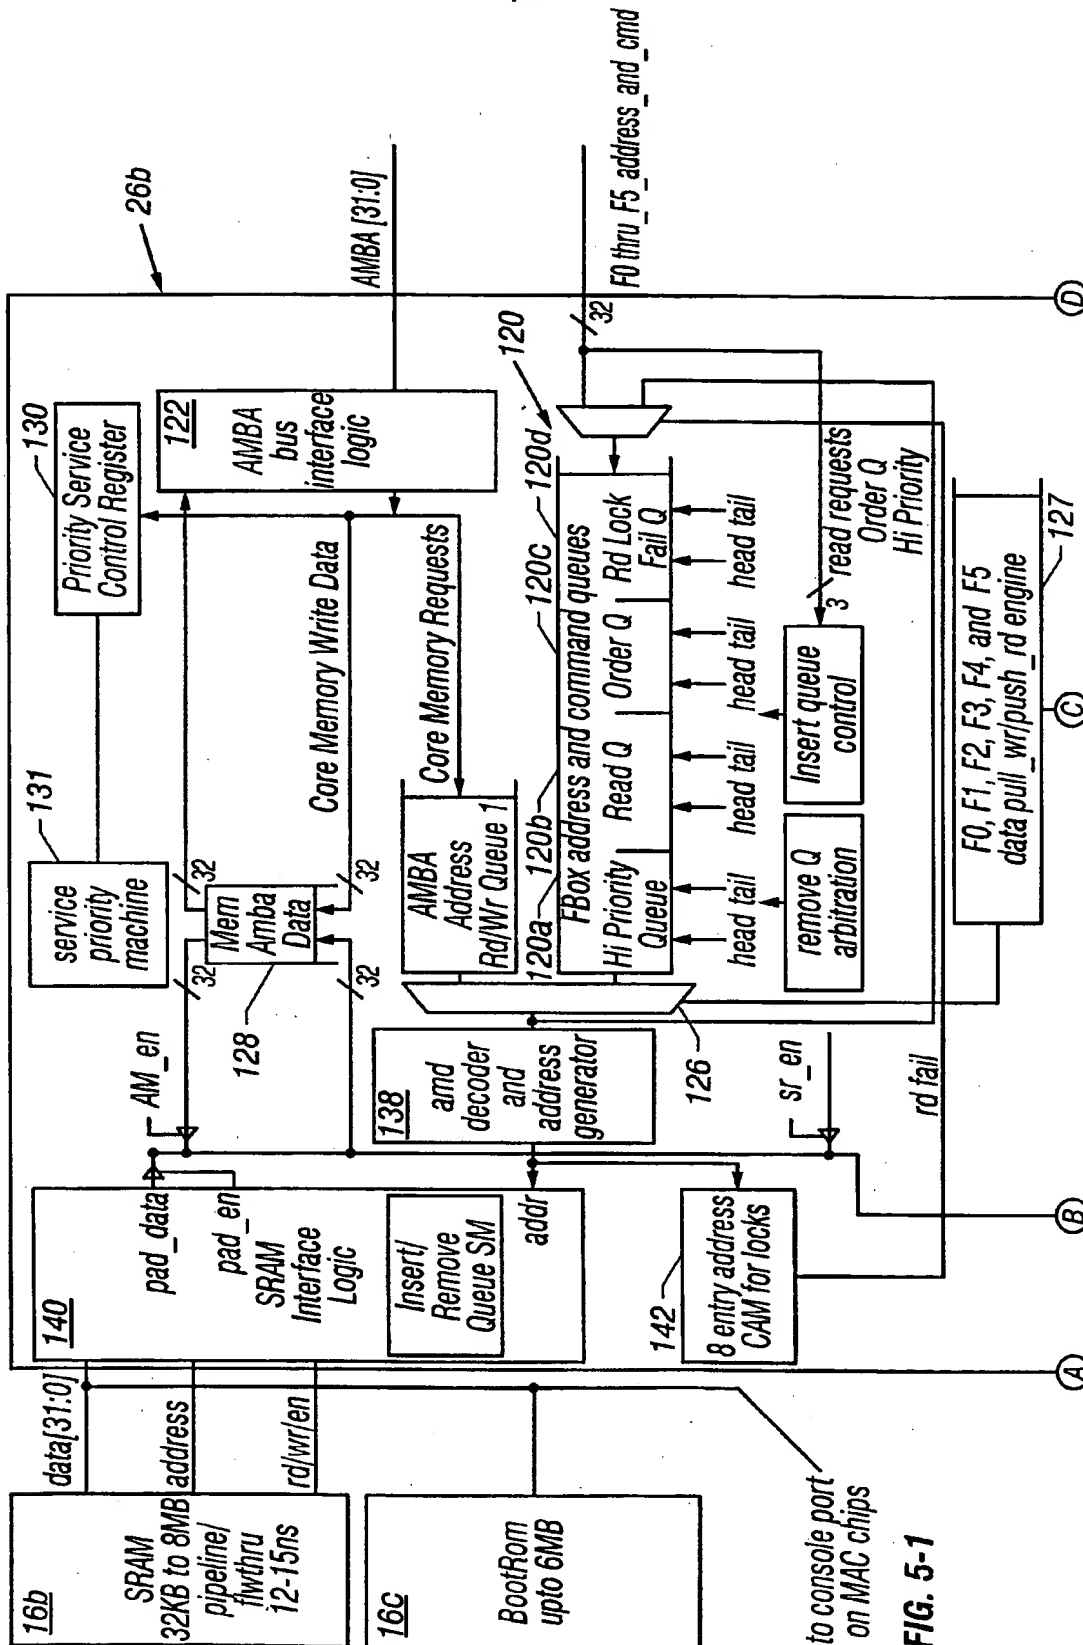 26b
AMBA [31:0]
F0 thru_F5_address_and_cmd
32
130
Priority Service
Control Register
122
AMBA
bus
interface
logic
131
service
priority
machine
Core Memory Write Data
Core Memory Requests
32
Mem
Amba
Data
32
32
32
128
AM_en
AMBA
Address
Rd/Wr Queue 1
120
120a
120b
120c
120d
FBox address and command queues
Hi Priority
Queue
Read Q
Order Q
Rd Lock
Fail Q
head tail
head tail
head tail
head tail
remove Q
arbitration
Insert queue
control
3
read requests
Order Q
Hi Priority
F0, F1, F2, F3, F4, and F5
data pull_wr/push_rd engine
127
126
138
amd
decoder
and
address
generator
sr_en
rd fail
140
pad_data
pad_en
SRAM
Interface
Logic
Insert/
Remove
Queue SM
addr
142
8 entry address
CAM for locks
data[31:0]
address
rd/wr/en
16b
SRAM
32KB to 8MB
pipeline/
flwthru
12-15ns
16c
BootRom
upto 6MB
to console port
on MAC chips
A
B
C
D
FIG. 5-1